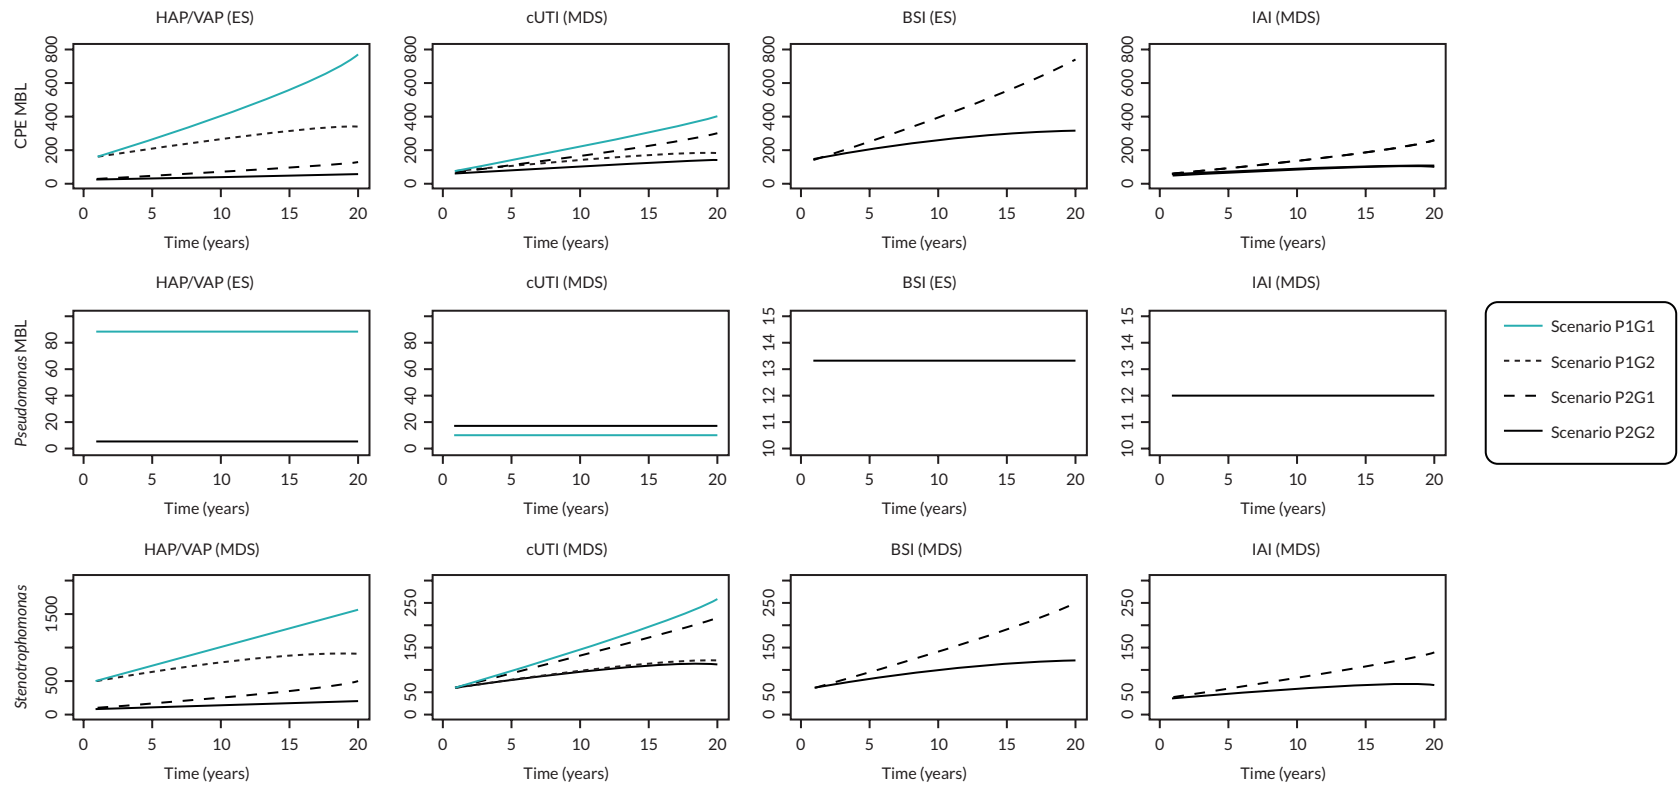 HAP/VAP (ES) cUTI (MDS) BSI (ES) IAI (MDS)
CPE MBL
0 200 400 600 800 0 200 400 600 800 0 200 400 600 800 0 200 400 600 800
0 5 10 15 20 0 5 10 15 20 0 5 10 15 20 0 5 10 15 20
Time (years) Time (years) Time (years) Time (years)
HAP/VAP (ES) cUTI (MDS) BSI (ES) IAI (MDS)
Pseudomonas MBL
0 20 40 60 80 0 20 40 60 80 10 11 12 13 14 15 10 11 12 13 14 15
0 5 10 15 20 0 5 10 15 20 0 5 10 15 20 0 5 10 15 20
Time (years) Time (years) Time (years) Time (years)
Scenario P1G1
Scenario P1G2
Scenario P2G1
Scenario P2G2
HAP/VAP (MDS) cUTI (MDS) BSI (MDS) IAI (MDS)
Stenotrophomonas
0 500 1500 0 50 150 250 0 50 150 250 0 50 150 250
0 5 10 15 20 0 5 10 15 20 0 5 10 15 20 0 5 10 15 20
Time (years) Time (years) Time (years) Time (years)